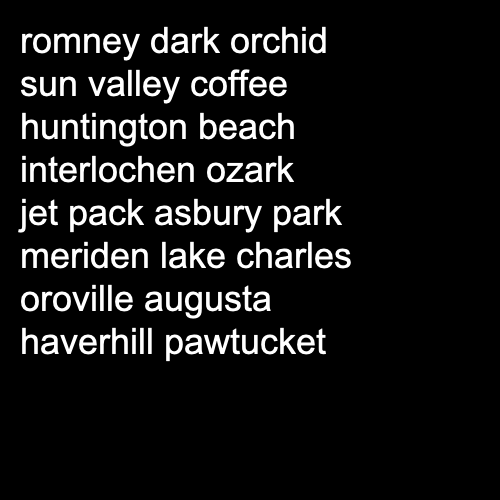 romney dark orchid
sun valley coffee
huntington beach
interlochen ozark
jet pack asbury park
meriden lake charles
oroville augusta
haverhill pawtucket